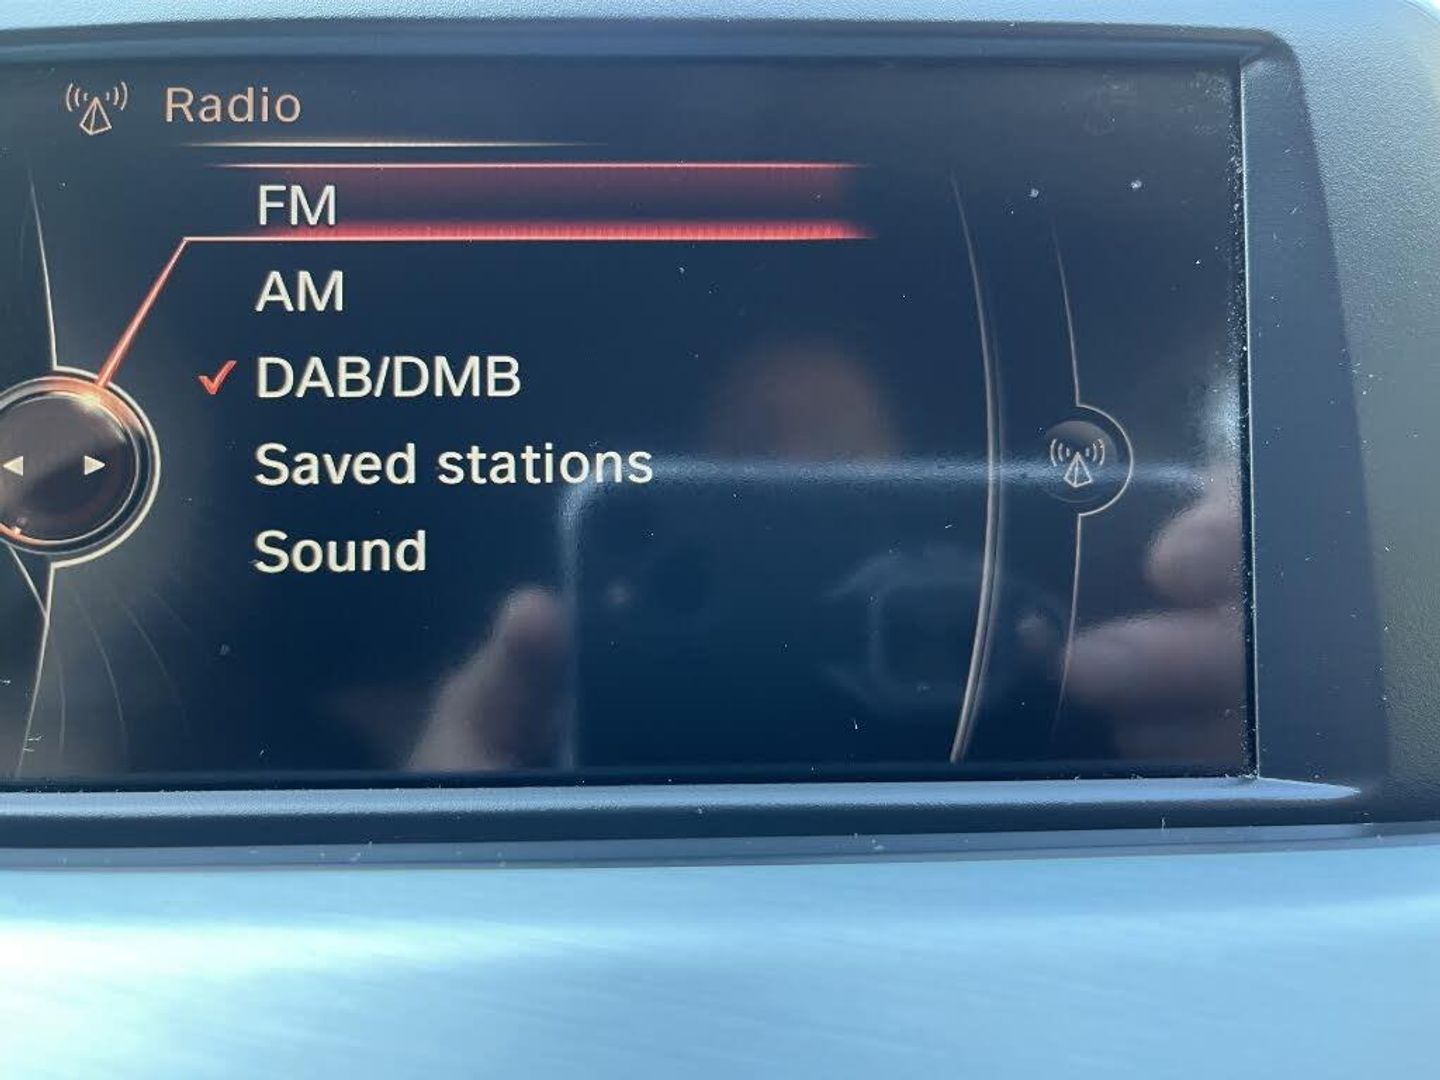 Radio
FM
AM
DAB/DMB
Saved stations
Sound